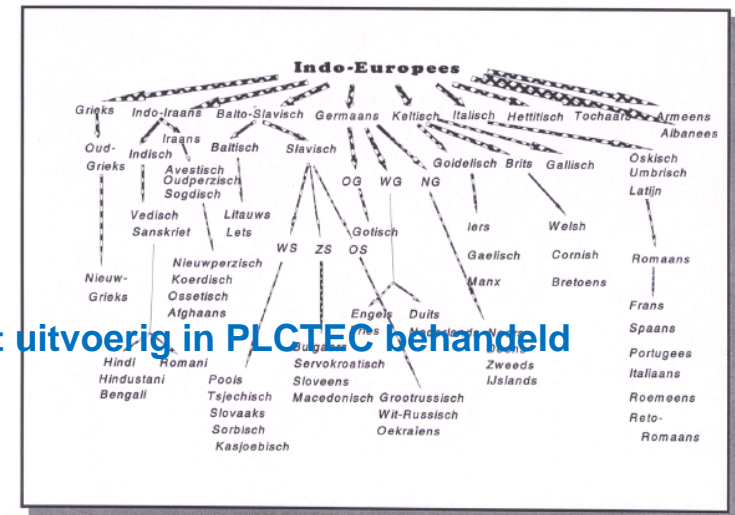 Indo-Europees
Grieks Indo-Iraans Balto-Slavisch Germaans Keltisch Italisch Hettitisch Tochaars Armeens
Albanees
Oud-
Grieks
Indisch
Iraans
Baltisch
Slavisch
Goidelisch Brits Gallisch
Oskisch
Umbrisch
Latijn
Avestisch
Oudperzisch
Sogdisch
OG WG NG
Vedisch
Sanskriet
Litauws
Lets
WS ZS OS
Gotisch
Iers
Gaelisch
Manx
Welsh
Cornish
Bretoens
Romaans
Nieuw-
Grieks
Nieuwperzisch
Koerdisch
Ossetisch
Afghaans
Engels
Duits
Frans
Spaans
Portugees
Italiaans
Roemeens
Reto-
Romaans
t uitvoerig in PLCTEC behandeld
Hindi
Hindustani
Bengali
Romani
Servokroatisch
Sloveens
Macedonisch
Zweeds
IJslands
Pools
Tsjechisch
Slovaaks
Sorbisch
Kasjoebisch
Grootrussisch
Wit-Russisch
Oekraïens